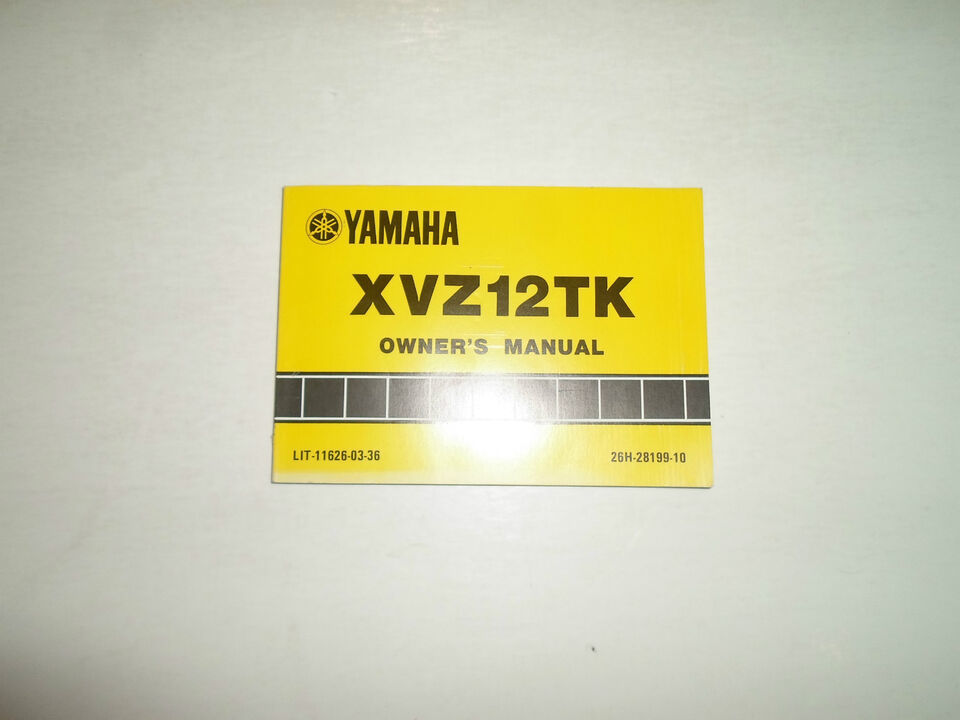 YAMAHA
XVZ12TK
OWNER'S MANUAL
LIT-11626-03-36
26H-28199-10